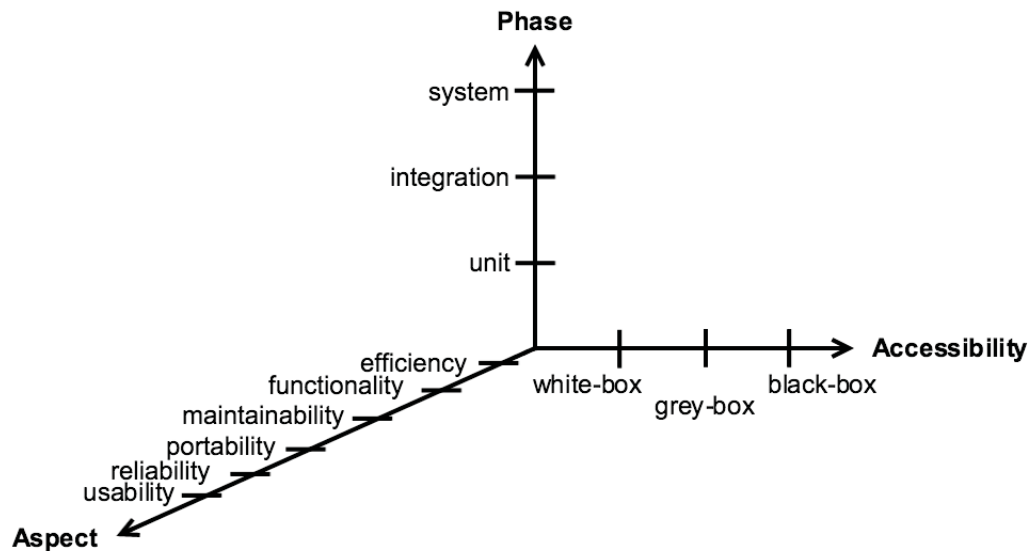 Phase
system
integration
unit
Accessibility
white-box
grey-box
black-box
efficiency
functionality
maintainability
portability
reliability
usability
Aspect